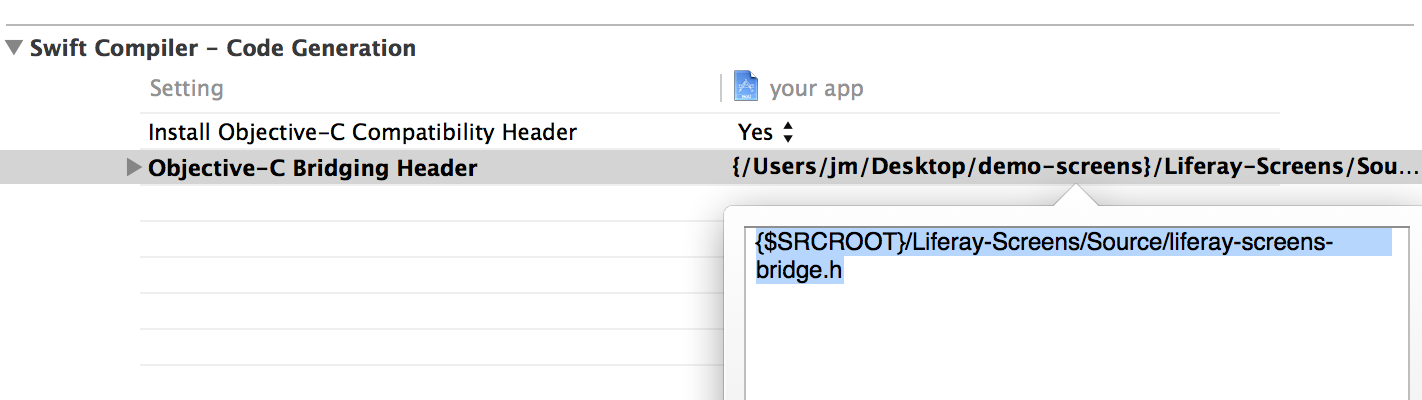 Swift Compiler – Code Generation
Setting your app
Install Objective-C Compatibility Header Yes
Objective-C Bridging Header {/Users/jm/Desktop/demo-screens}/Liferay-Screens/Sou...
{$SRCROOT}/Liferay-Screens/Source/liferay-screens-
bridge.h